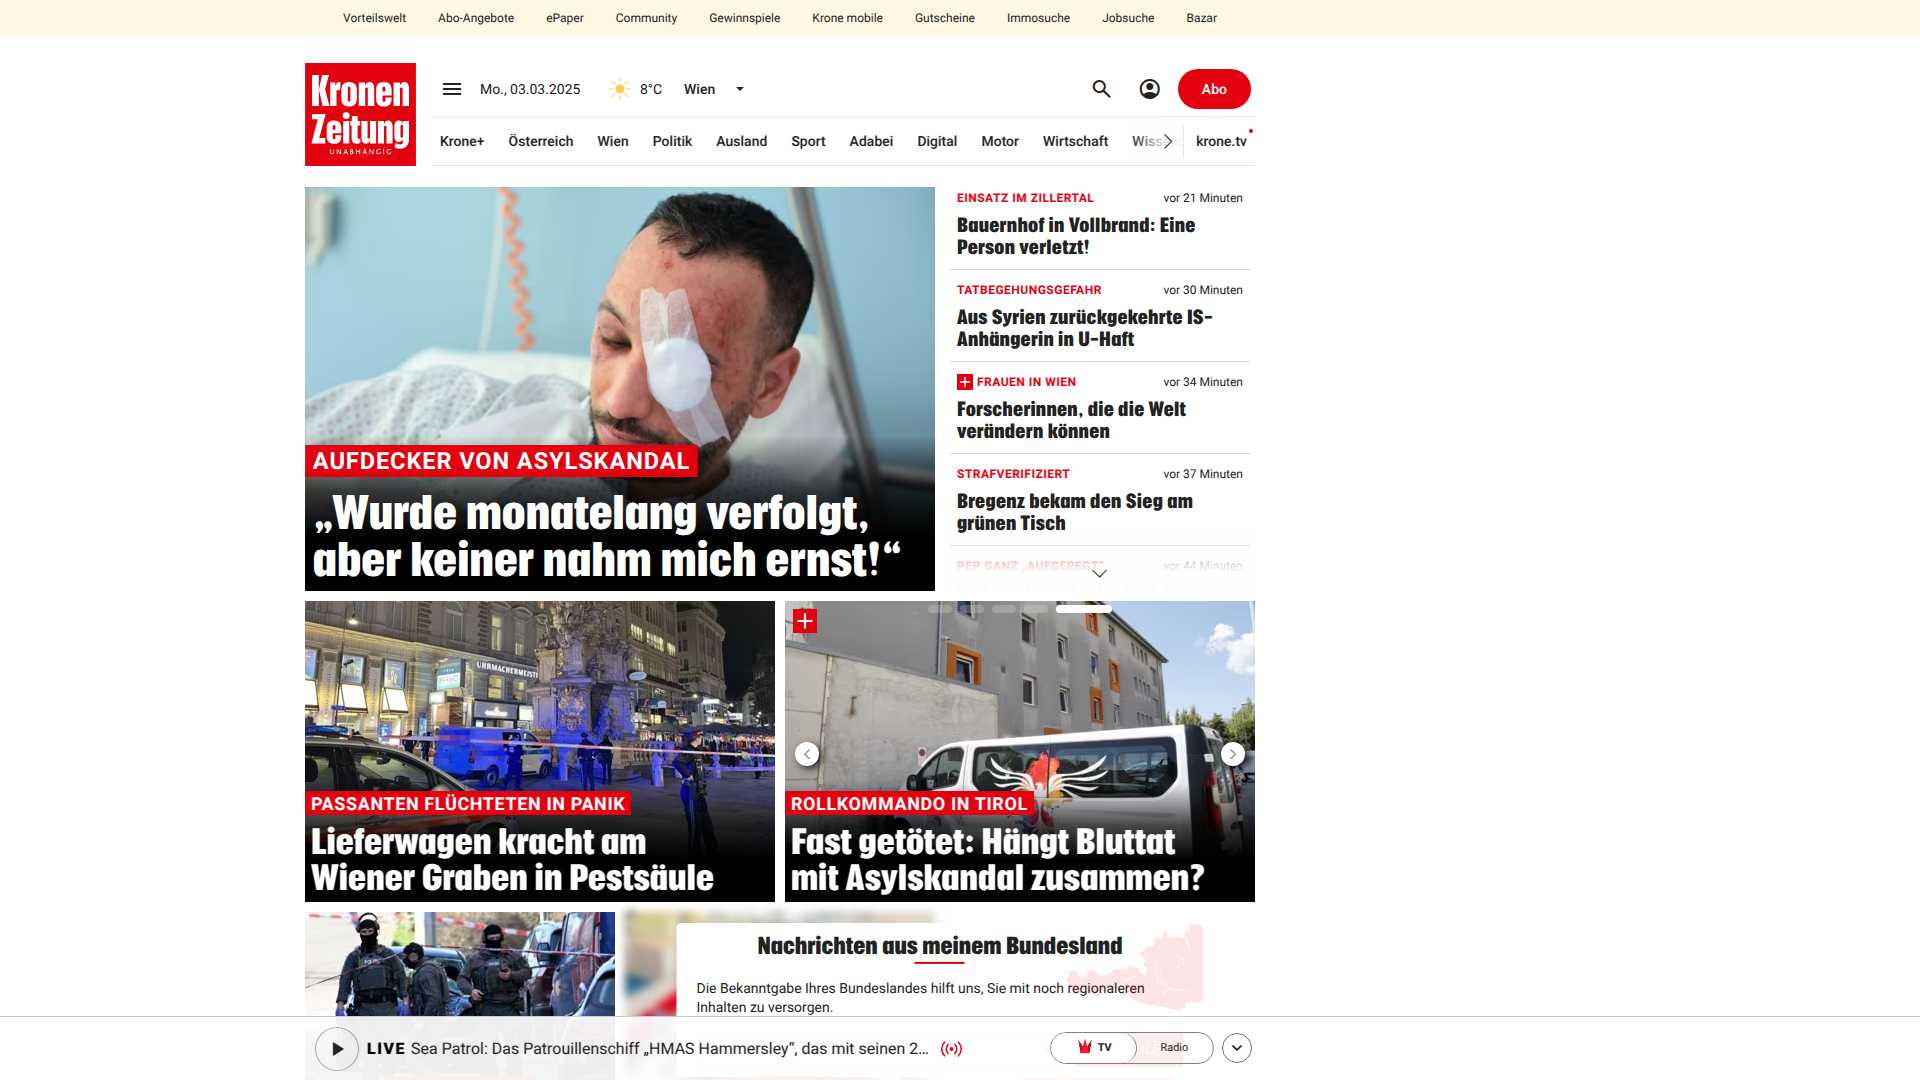 Vorteilswelt Abo-Angebote ePaper Community Gewinnspiele Krone mobile Gutscheine Immosuche Jobsuche Bazar
Kronen
Zeitung
UNABHÄNGIG
Mo., 03.03.2025 8°C Wien Abo
Krone+ Österreich Wien Politik Ausland Sport Adabei Digital Motor Wirtschaft krone.tv
AUFDECKER VON ASYLSKANDAL
„Wurde monatelang verfolgt,
aber keiner nahm mich ernst!“
EINSATZ IM ZILLERTAL vor 21 Minuten
Bauernhof in Vollbrand: Eine
Person verletzt!
TATBEGEHUNGSGEFAHR vor 30 Minuten
Aus Syrien zurückgekehrte IS-
Anhängerin in U-Haft
FRAUEN IN WIEN vor 34 Minuten
Forscherinnen, die die Welt
verändern können
STRAFVERIFIZIERT vor 37 Minuten
Bregenz bekam den Sieg am
grünen Tisch
PEP GANZ „AUFGEREGT“ vor 44 Minuten
UHRMACHERMEISTER
PASSANTEN FLÜCHTETEN IN PANIK
Lieferwagen kracht am
Wiener Graben in Pestsäule
ROLLKOMMANDO IN TIROL
Fast getötet: Hängt Bluttat
mit Asylskandal zusammen?
Nachrichten aus meinem Bundesland
Die Bekanntgabe Ihres Bundeslandes hilft uns, Sie mit noch regionaleren
Inhalten zu versorgen.
LIVE Sea Patrol: Das Patrouillenschiff „HMAS Hammersley“, das mit seinen 2... TV Radio